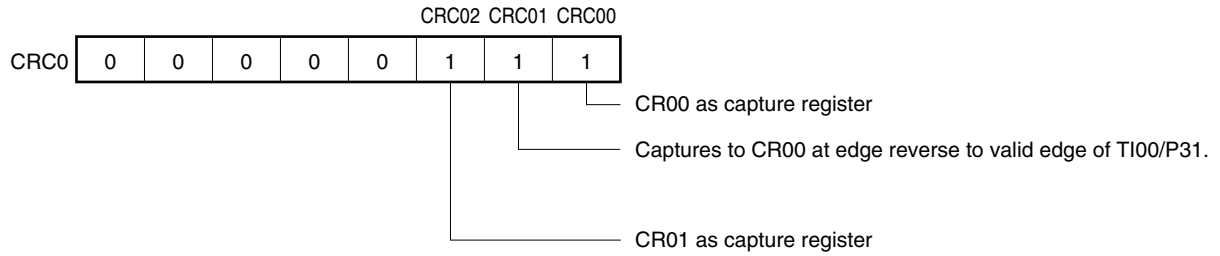 CRC02 CRC01 CRC00
CRC0 0 0 0 0 0 1 1 1
CR00 as capture register
Captures to CR00 at edge reverse to valid edge of TI00/P31.
CR01 as capture register